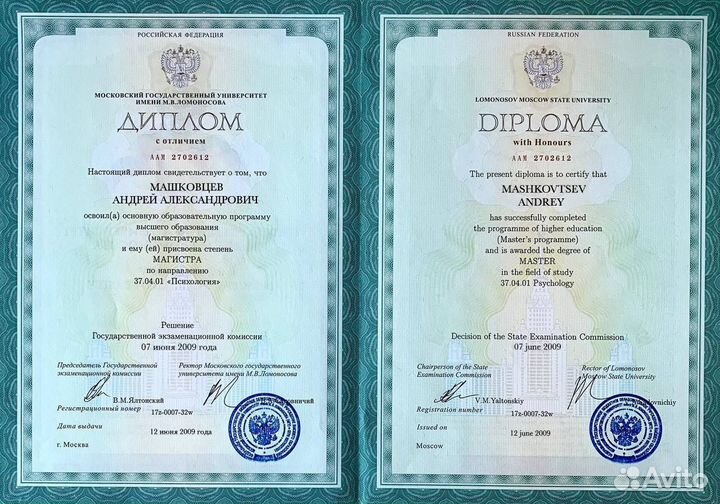 РОССИЙСКАЯ ФЕДЕРАЦИЯ
МОСКОВСКИЙ ГОСУДАРСТВЕННЫЙ УНИВЕРСИТЕТ
ИМЕНИ М.В.ЛОМОНОСОВА
ДИПЛОМ
с отличием
ААМ 2702612
Настоящий диплом свидетельствует о том, что
МАШКОВЦЕВ
АНДРЕЙ АЛЕКСАНДРОВИЧ
освоил(а) основную образовательную программу
высшего образования
(магистратура)
и ему (ей) присвоена степень
МАГИСТРА
по направлению
37.04.01 «Психология»
Решение
Государственной экзаменационной комиссии
07 июня 2009 года
Председатель Государственной
экзаменационной комиссии
Ректор Московского государственного
университета имени М.В.Ломоносова
В.М.Ялтонский
Регистрационный номер 17z-0007-32w
Дата выдачи 12 июня 2009 года
г. Москва
RUSSIAN FEDERATION
LOMONOSOV MOSCOW STATE UNIVERSITY
DIPLOMA
with Honours
ААМ 2702612
The present diploma is to certify that
MASHKOVTSEV
ANDREY
has successfully completed
the programme of higher education
(Master's programme)
and is awarded the degree of
MASTER
in the field of study
37.04.01 Psychology
Decision of the State Examination Commission
07 june 2009
Chairperson of the State
Examination Commission
Rector of Lomonosov
Moscow State University
V.M.Yaltonskiy
Registration number 17z-0007-32w
Issued on 12 june 2009
Moscow
Avito